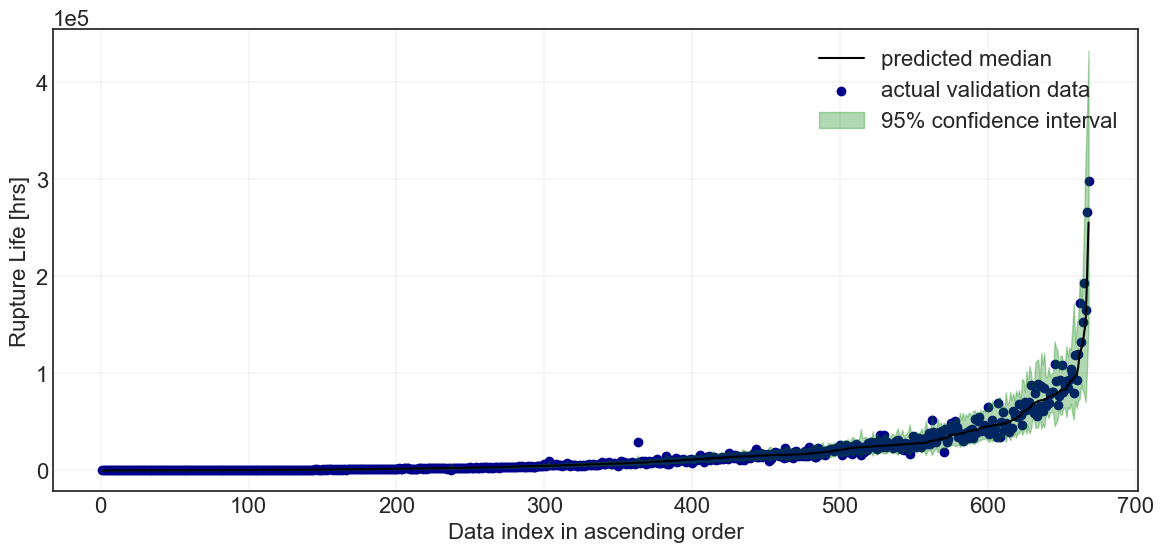 1e5
predicted median
actual validation data
95% confidence interval
4
3
2
1
0
Rupture Life [hrs]
0 100 200 300 400 500 600 700
Data index in ascending order